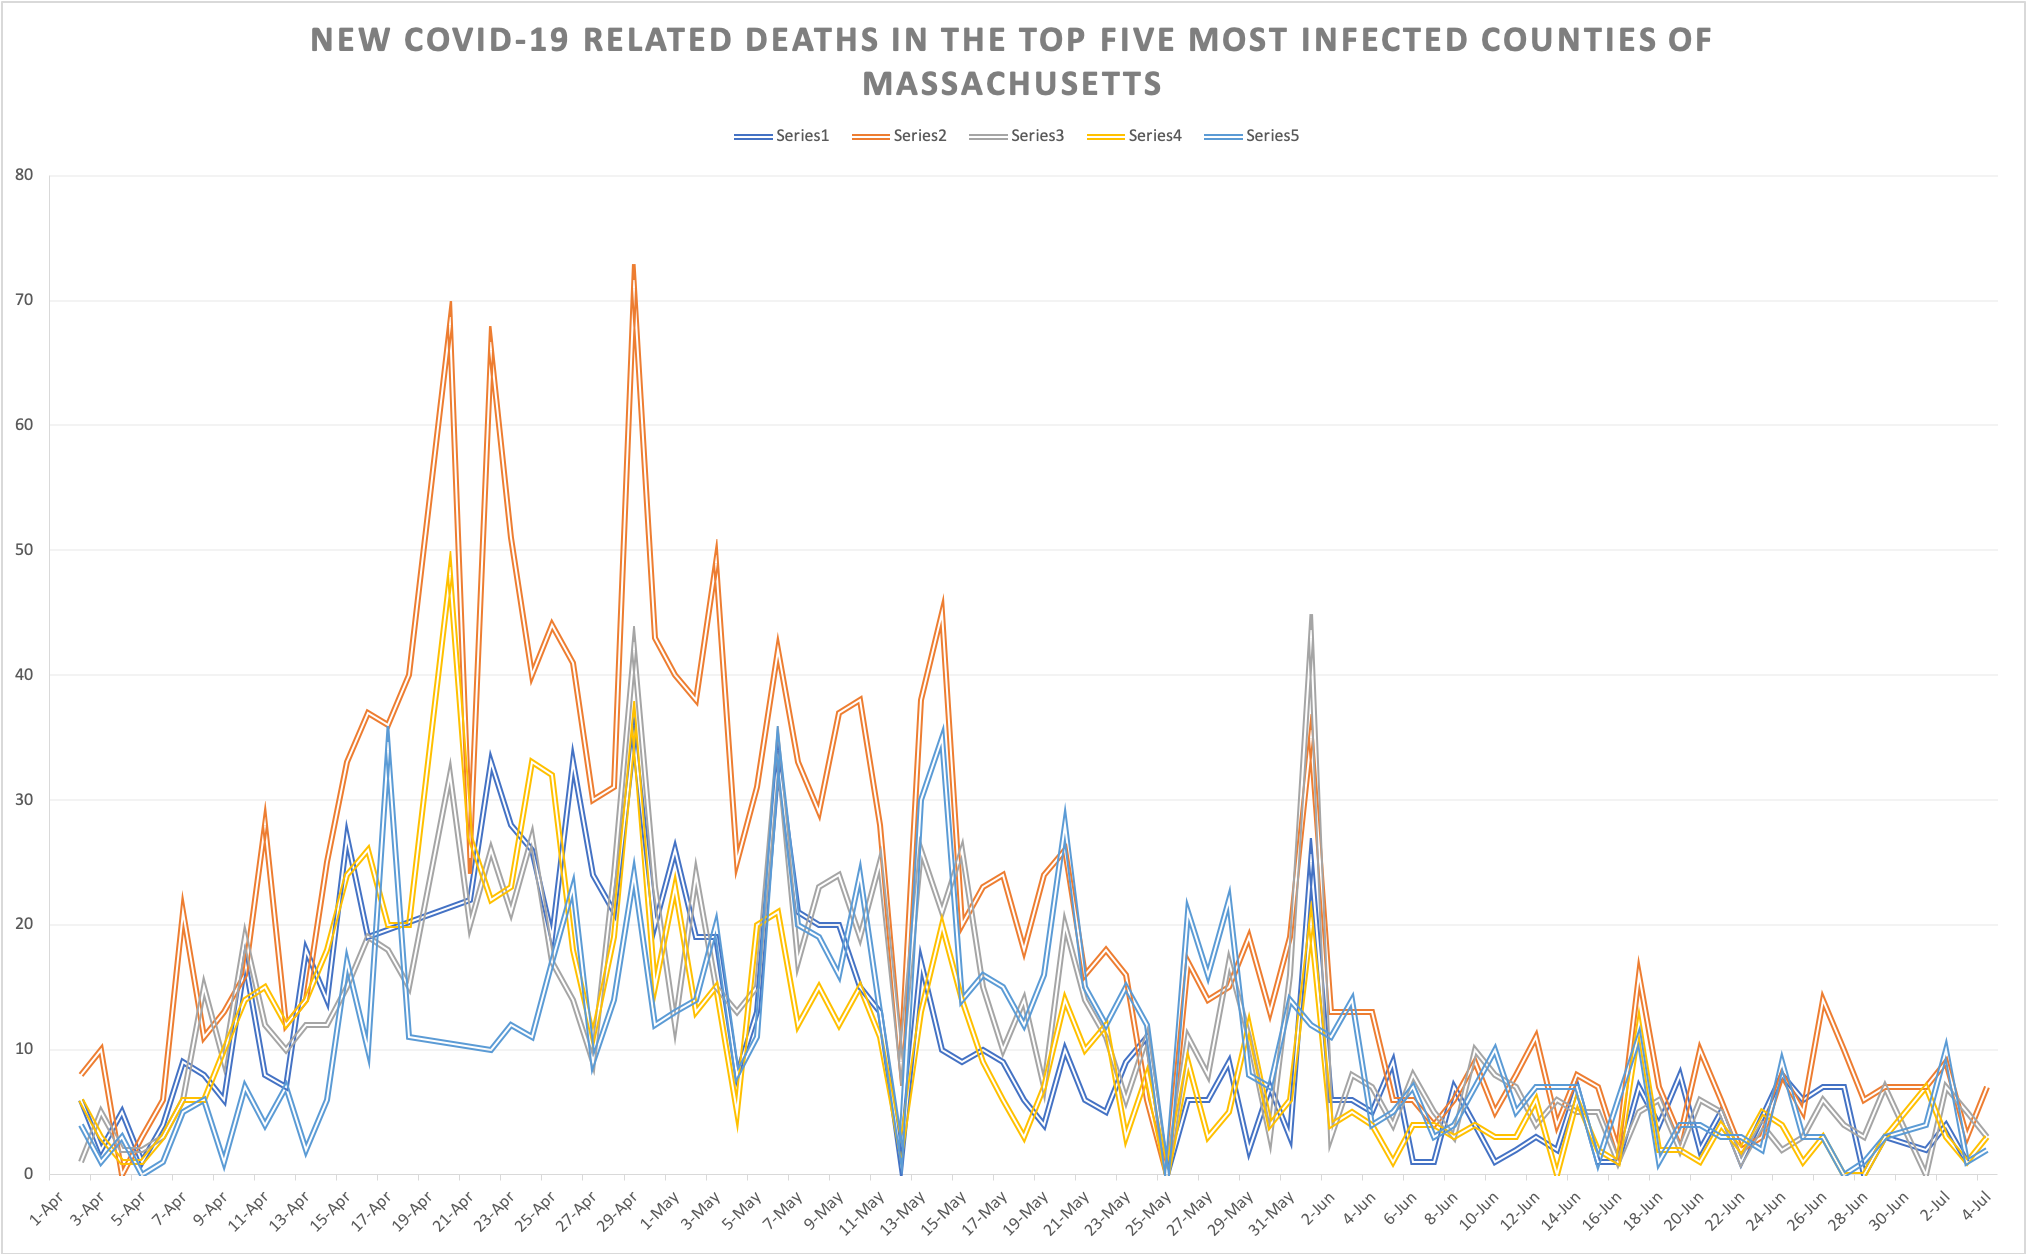 NEW COVID-19 RELATED DEATHS IN THE TOP FIVE MOST INFECTED COUNTIES OF
MASSACHUSETTS
Series1 Series2 Series3 Series4 Series5
80
70
60
50
40
30
20
10
0
1-Apr 3-Apr 5-Apr 7-Apr 9-Apr 11-Apr 13-Apr 15-Apr 17-Apr 19-Apr 21-Apr 23-Apr 25-Apr 27-Apr 29-Apr 1-May 3-May 5-May 7-May 9-May 11-May 13-May 15-May 17-May 19-May 21-May 23-May 25-May 27-May 29-May 31-May 2-Jun 4-Jun 6-Jun 8-Jun 10-Jun 12-Jun 14-Jun 16-Jun 18-Jun 20-Jun 22-Jun 24-Jun 26-Jun 28-Jun 30-Jun 2-Jul 4-Jul